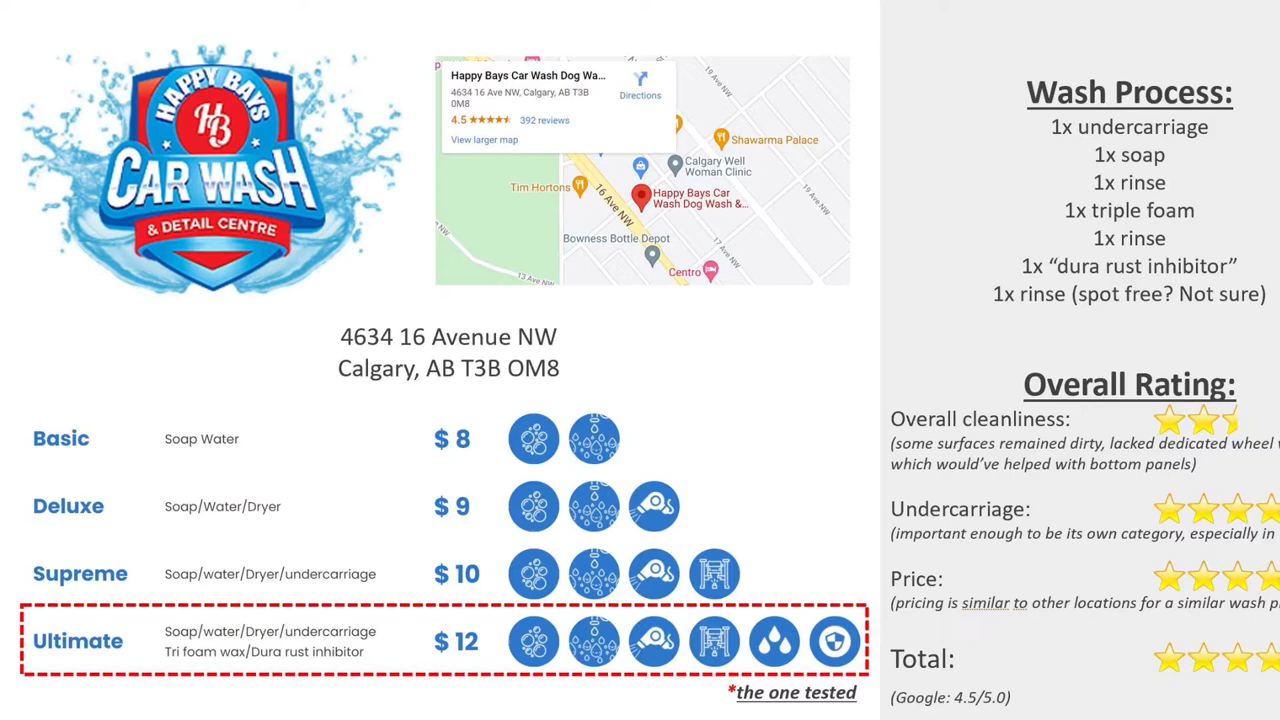 HAPPY BAYS
HB
CAR WASH
& DETAIL CENTRE
Happy Bays Car Wash Dog Wa...
4634 16 Ave NW, Calgary, AB T3B
0M8
Directions
4.5
392 reviews
View larger map
19 Ave NW
Shawarma Palace
Calgary Well
Woman Clinic
Tim Hortons
16 Ave NW
Happy Bays Car
Wash Dog Wash &...
19 Ave NW
Bowness Bottle Depot
17 Ave NW
Centro
NW
13 Ave NW
4634 16 Avenue NW
Calgary, AB T3B OM8
Basic
Soap Water
$ 8
Deluxe
Soap/Water/Dryer
$ 9
Supreme
Soap/water/Dryer/undercarriage
$ 10
Ultimate
Soap/water/Dryer/undercarriage
Tri foam wax/Dura rust inhibitor
$ 12
*the one tested
Wash Process:
1x undercarriage
1x soap
1x rinse
1x triple foam
1x rinse
1x “dura rust inhibitor”
1x rinse (spot free? Not sure)
Overall Rating:
Overall cleanliness:
(some surfaces remained dirty, lacked dedicated wheel
which would’ve helped with bottom panels)
Undercarriage:
(important enough to be its own category, especially in
Price:
(pricing is similar to other locations for a similar wash
Total:
(Google: 4.5/5.0)